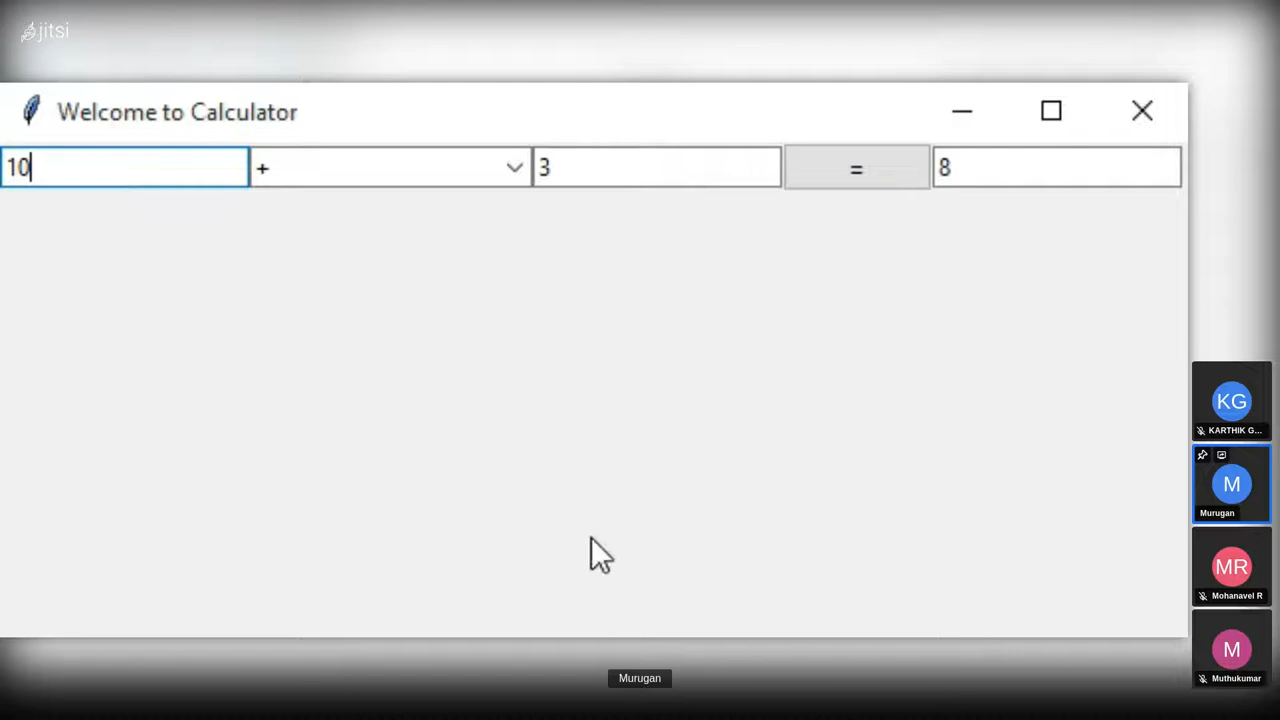 jitsi
Welcome to Calculator
10 + 3 = 8
KG
KARTHIK G...
M
Murugan
MR
Mohanavel R
M
Muthukumar
Murugan